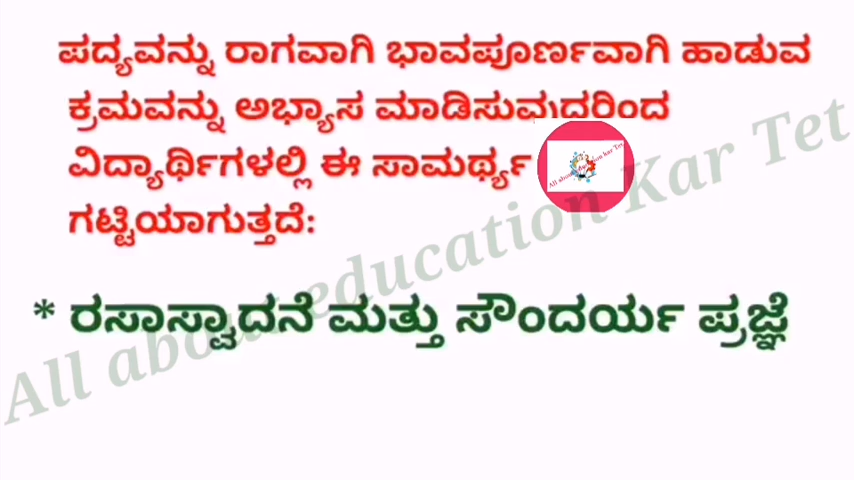 ಪದ್ಯವನ್ನು ರಾಗವಾಗಿ ಭಾವಪೂರ್ಣವಾಗಿ ಹಾಡುವ
ಕ್ರಮವನ್ನು ಅಭ್ಯಾಸ ಮಾಡಿಸುವುದರಿಂದ
ವಿದ್ಯಾರ್ಥಿಗಳಲ್ಲಿ ಈ ಸಾಮರ್ಥ್ಯ
ಗಟ್ಟಿಯಾಗುತ್ತದೆ:
* ರಸಾಸ್ವಾದನೆ ಮತ್ತು ಸೌಂದರ್ಯ ಪ್ರಜ್ಞೆ
All about education Kar Tet